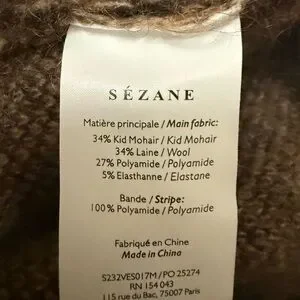 SÉZANE
Matière principale / Main fabric:
34% Kid Mohair / Kid Mohair
34% Laine / Wool
27% Polyamide / Polyamide
5% Elasthanne / Elastane
Bande / Stripe:
100% Polyamide / Polyamide
Fabriqué en Chine
Made in China
S232VES017M / PO 25274
RN 154 043
115 rue du Bac, 75007 Paris